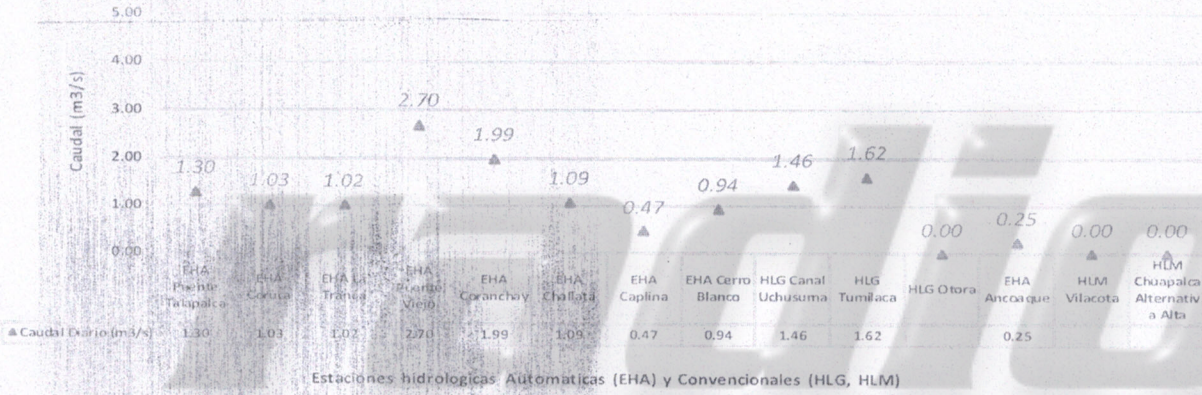 5.00
4.00
3.00
2.00
1.00
0.00
Caudal (m3/s)
1.30
1.03
1.02
2.70
1.99
1.09
0.47
0.94
1.46
1.62
0.00
0.25
0.00
0.00
EHA Puente Talapalca
EHA Coruta
EHA La Tranca
EHA Puente Viejo
EHA Coranchay
EHA Challata
EHA Caplina
EHA Cerro Blanco
HLG Canal Uchusuma
HLG Tumilaca
HLG Otora
EHA Ancoaque
HLM Vilacota
HLM Chuapalca Alternativa Alta
Caudal Diario (m3/s) 1.30 1.03 1.02 2.70 1.99 1.09 0.47 0.94 1.46 1.62 0.25
Estaciones hidrologicas Automaticas (EHA) y Convencionales (HLG, HLM)
radio